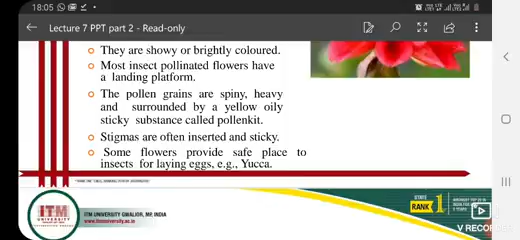 18:05
Lecture 7 PPT part 2 - Read-only
They are showy or brightly coloured.
Most insect pollinated flowers have
a landing platform.
The pollen grains are spiny, heavy
and surrounded by a yellow oily
sticky substance called pollenkit.
Stigmas are often inserted and sticky.
Some flowers provide safe place to
insects for laying eggs, e.g., Yucca.
ITM
UNIVERSITY
ITM UNIVERSITY GWALIOR, MP, INDIA
www.itmuniversity.ac.in
STATE
RANK 1
V RECORDER